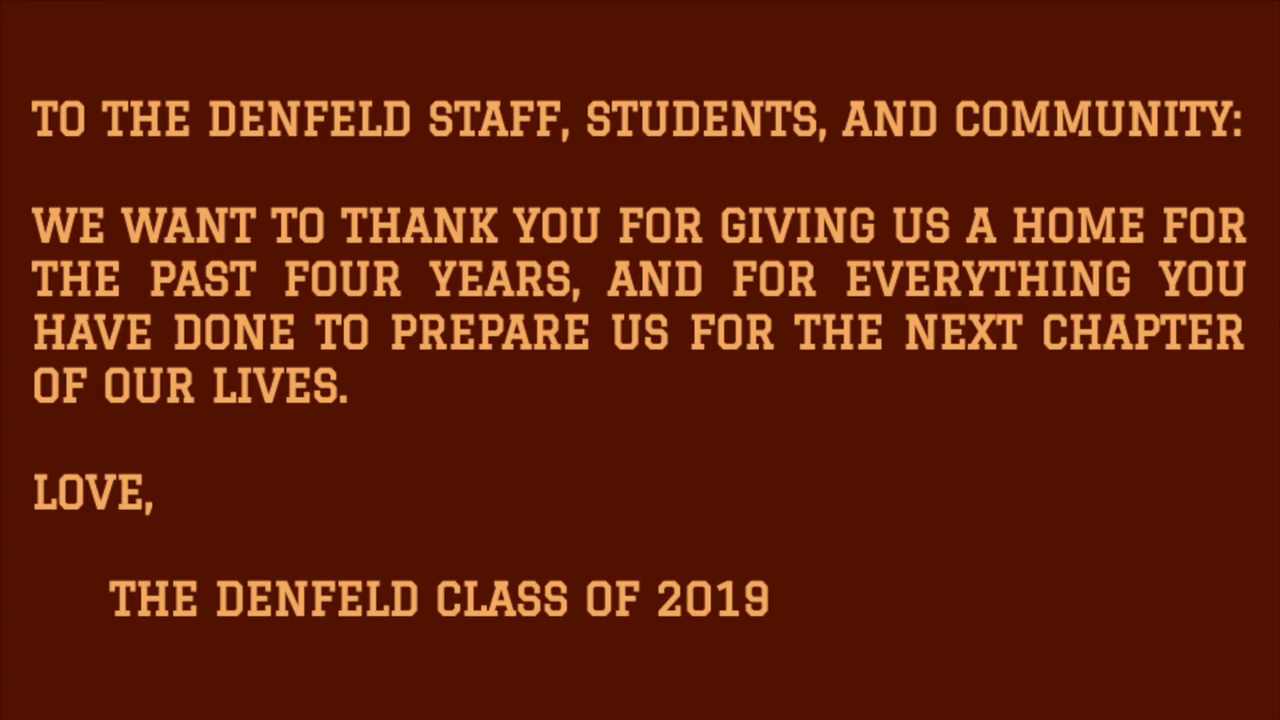 TO THE DENFELD STAFF, STUDENTS, AND COMMUNITY:
WE WANT TO THANK YOU FOR GIVING US A HOME FOR
THE PAST FOUR YEARS, AND FOR EVERYTHING YOU
HAVE DONE TO PREPARE US FOR THE NEXT CHAPTER
OF OUR LIVES.
LOVE,
THE DENFELD CLASS OF 2019